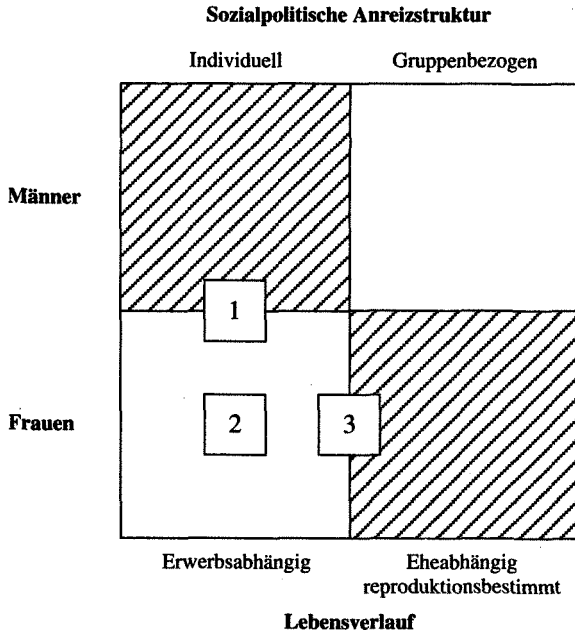 Sozialpolitische Anreizstruktur
Individuell Gruppenbezogen
Männer
1
Frauen
2 3
Erwerbsabhängig Eheabhängig
reproduktionsbestimmt
Lebensverlauf